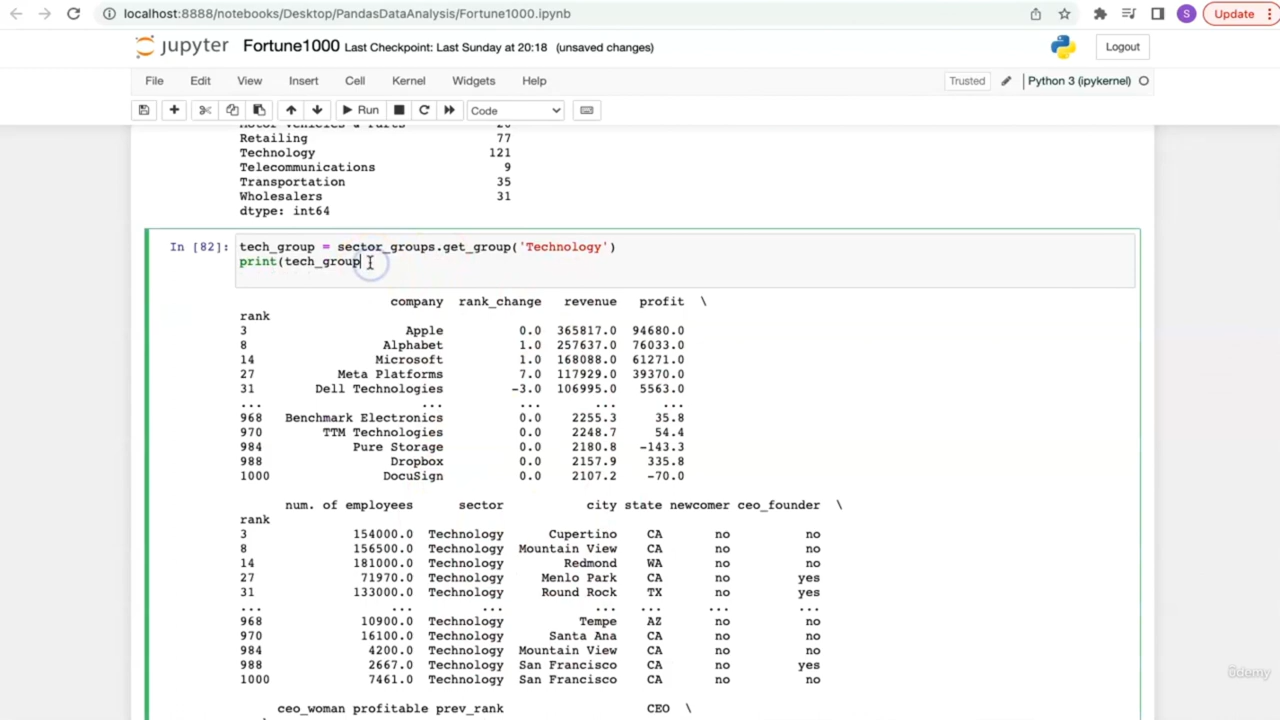 localhost:8888/notebooks/Desktop/PandasDataAnalysis/Fortune1000.ipynb
S
Update
jupyter Fortune1000 Last Checkpoint: Last Sunday at 20:18 (unsaved changes)
Logout
File Edit View Insert Cell Kernel Widgets Help
Trusted
Python 3 (ipykernel)
Run
Code
Motor Vehicles & Parts 20
Retailing 77
Technology 121
Telecommunications 9
Transportation 35
Wholesalers 31
dtype: int64
In [82]: tech_group = sector_groups.get_group('Technology')
print(tech_group
company rank_change revenue profit \
rank
3 Apple 0.0 365817.0 94680.0
8 Alphabet 1.0 257637.0 76033.0
14 Microsoft 1.0 168088.0 61271.0
27 Meta Platforms 7.0 117929.0 39370.0
31 Dell Technologies -3.0 106995.0 5563.0
... ... ... ... ...
968 Benchmark Electronics 0.0 2255.3 35.8
970 TTM Technologies 0.0 2248.7 54.4
984 Pure Storage 0.0 2180.8 -143.3
988 Dropbox 0.0 2157.9 335.8
1000 DocuSign 0.0 2107.2 -70.0
num. of employees sector city state newcomer ceo_founder \
rank
3 154000.0 Technology Cupertino CA no no
8 156500.0 Technology Mountain View CA no no
14 181000.0 Technology Redmond WA no no
27 71970.0 Technology Menlo Park CA no yes
31 133000.0 Technology Round Rock TX no yes
... ... ... ... ... ... ...
968 10900.0 Technology Tempe AZ no no
970 16100.0 Technology Santa Ana CA no no
984 4200.0 Technology Mountain View CA no no
988 2667.0 Technology San Francisco CA no yes
1000 7461.0 Technology San Francisco CA no no
ceo_woman profitable prev_rank CEO \
ûdemy